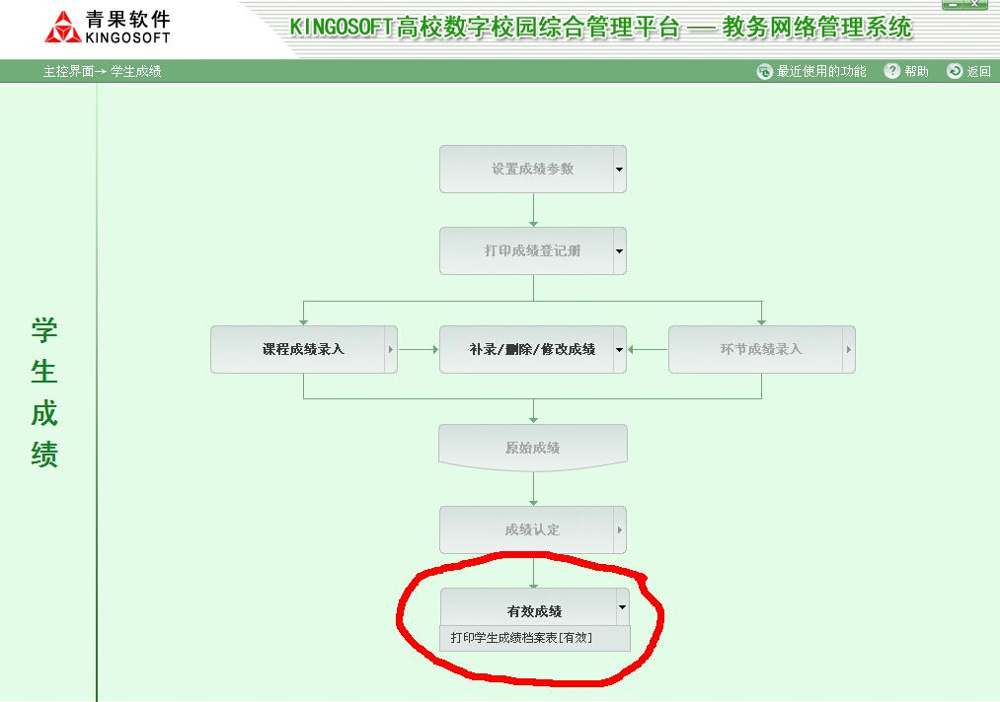 青果软件
KINGOSOFT
KINGOSOFT高校数字校园综合管理平台 — 教务网络管理系统
主控界面→学生成绩
最近使用的功能
帮助
返回
学生成绩
设置成绩参数
打印成绩登记册
课程成绩录入
补录/删除/修改成绩
环节成绩录入
原始成绩
成绩认定
有效成绩
打印学生成绩档案表[有效]